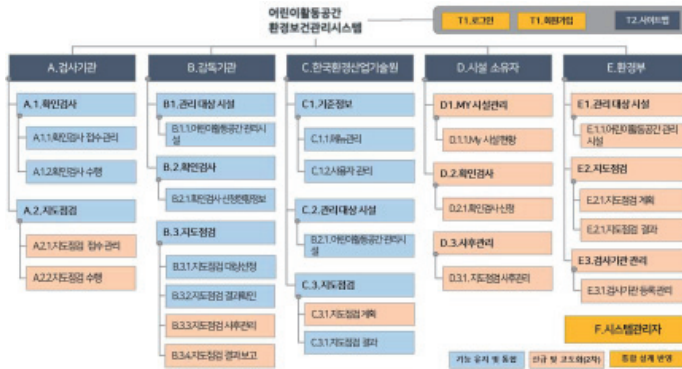 어린이활동공간
환경보건관리시스템
T1.로그인
T1.회원가입
T2.사이트맵
A.검사기관
B.감독기관
C.한국환경산업기술원
D.시설 소유자
E.환경부
A.1.확인검사
A.1.1확인검사 접수관리
A.1.2확인검사 수행
A.2.지도점검
A2.1지도점검 접수관리
A2.2지도점검 수행
B1.관리 대상 시설
B.1.1어린이활동공간 관리시
설
B.2.확인검사
B.2.1확인검사 신청현황정보
B.3.지도점검
B.3.1지도점검 대상선정
B.3.2지도점검 결과확인
B.3.3지도점검 사후관리
B.3.4지도점검 결과보고
C1.기준정보
C.1.1메뉴관리
C.1.2사용자 관리
C.2.관리 대상 시설
B.2.1어린이활동공간 관리시
설
C.3.지도점검
C.3.1지도점검 계획
C.3.1지도점검 결과
D1.MY 시설관리
D.1.1My 시설현황
D.2.확인검사
D.2.1확인검사 신청
D.3.사후관리
D.3.1.지도점검 사후관리
E1.관리 대상 시설
E.1.1어린이활동공간 관리
시설
E2.지도점검
E.2.1지도점검 계획
E.2.1지도점검 결과
E3.검사기관 관리
E.3.1검사기관 등록관리
F.시스템관리자
기능 유지 및 통합
신규 및 고도화(2차)
통합 설계 반영